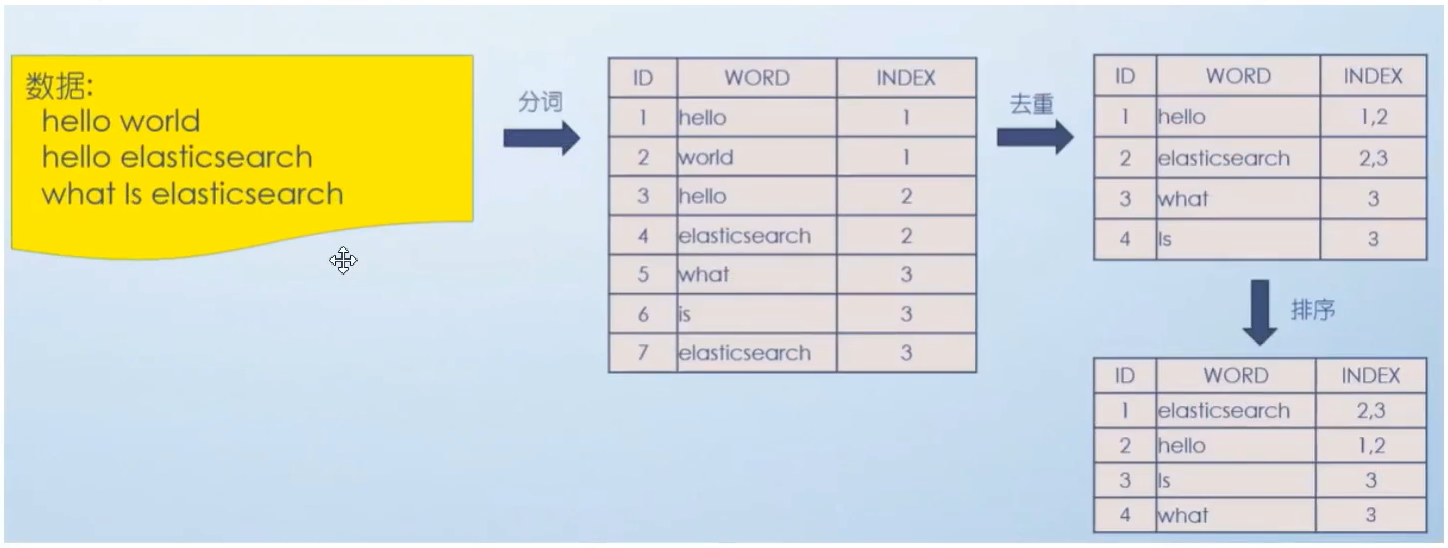 数据:
hello world
hello elasticsearch
what Is elasticsearch
分词
ID WORD INDEX
1 hello 1
2 world 1
3 hello 2
4 elasticsearch 2
5 what 3
6 is 3
7 elasticsearch 3
去重
ID WORD INDEX
1 hello 1,2
2 elasticsearch 2,3
3 what 3
4 Is 3
排序
ID WORD INDEX
1 elasticsearch 2,3
2 hello 1,2
3 Is 3
4 what 3